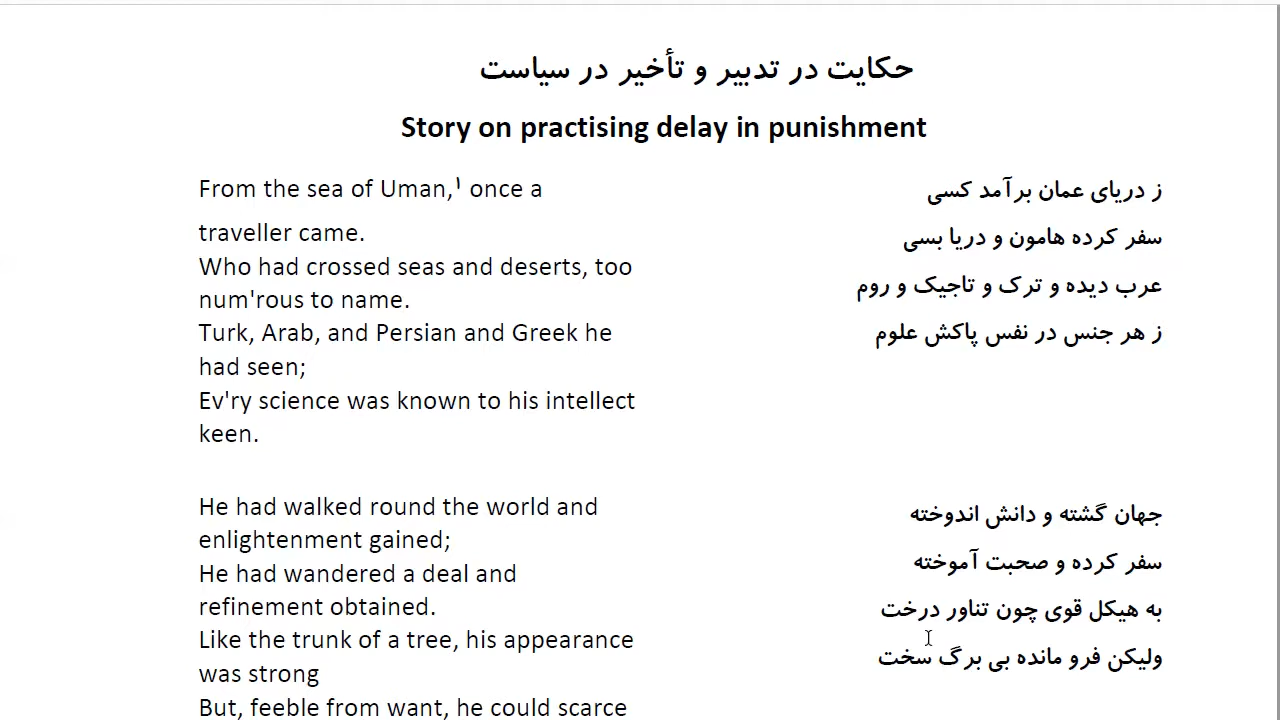 حکایت در تدبیر و تأخیر در سیاست
Story on practising delay in punishment
From the sea of Uman,۱ once a
traveller came.
Who had crossed seas and deserts, too
num'rous to name.
Turk, Arab, and Persian and Greek he
had seen;
Ev'ry science was known to his intellect
keen.
ز دریای عمان برآمد کسی
سفر کرده هامون و دریا بسی
عرب دیده و ترک و تاجیک و روم
ز هر جنس در نفس پاکش علوم
He had walked round the world and
enlightenment gained;
He had wandered a deal and
refinement obtained.
Like the trunk of a tree, his appearance
was strong
But, feeble from want, he could scarce
جهان گشته و دانش اندوخته
سفر کرده و صحبت آموخته
به هیکل قوی چون تناور درخت
ولیکن فرو مانده بی برگ سخت